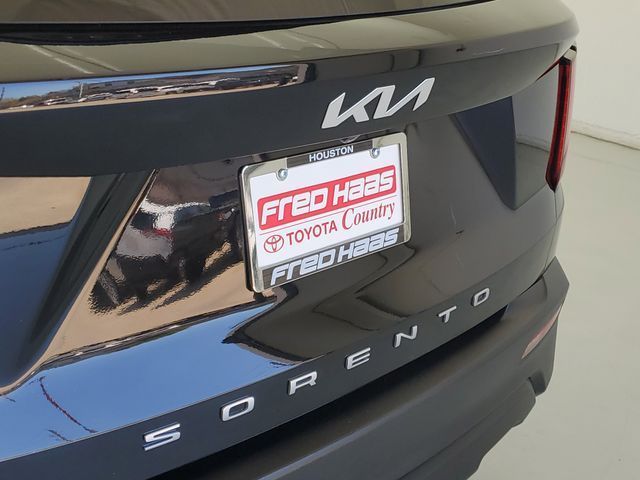 KIA
HOUSTON
FRED HAAS
TOYOTA Country
FRED HAAS
SORENTO